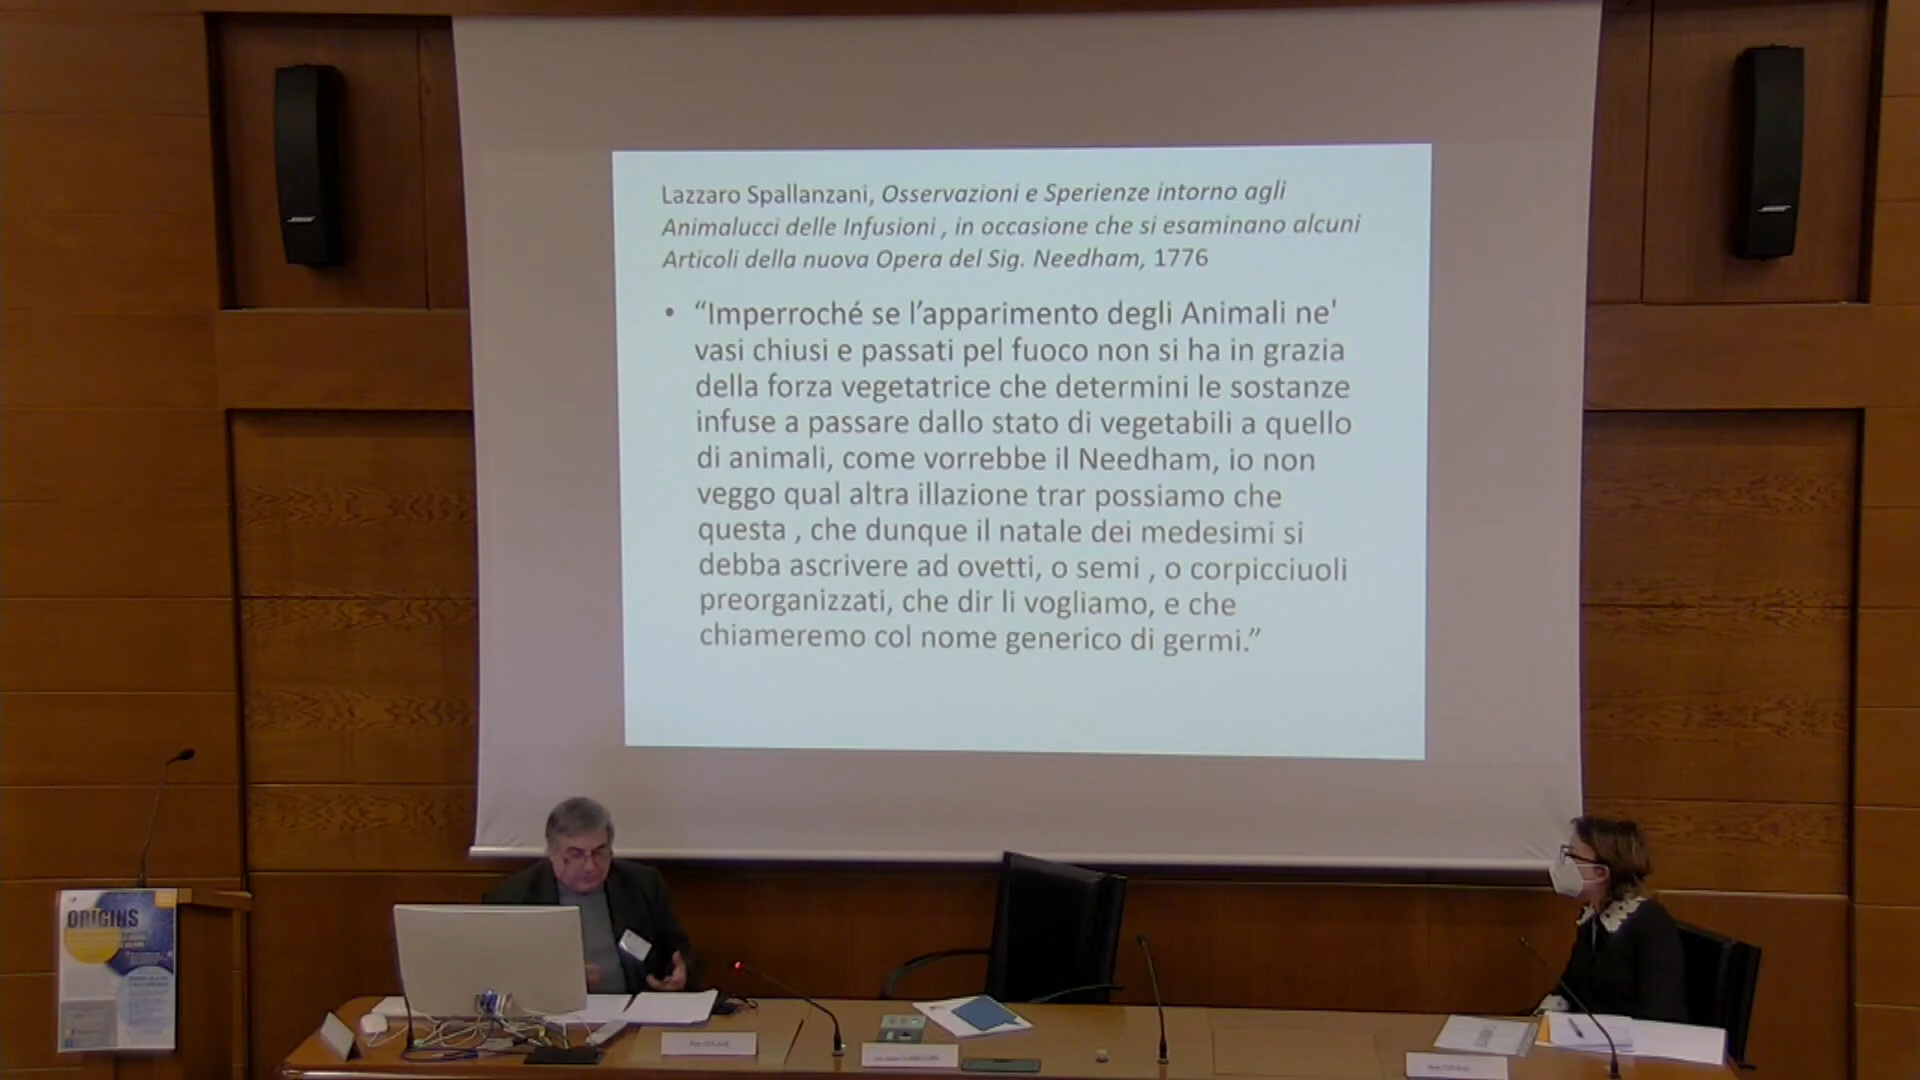 Lazzaro Spallanzani, Osservazioni e Sperienze intorno agli
Animalucci delle Infusioni , in occasione che si esaminano alcuni
Articoli della nuova Opera del Sig. Needham, 1776
• “Imperroché se l’apparimento degli Animali ne'
vasi chiusi e passati pel fuoco non si ha in grazia
della forza vegetatrice che determini le sostanze
infuse a passare dallo stato di vegetabili a quello
di animali, come vorrebbe il Needham, io non
veggo qual altra illazione trar possiamo che
questa , che dunque il natale dei medesimi si
debba ascrivere ad ovetti, o semi , o corpicciuoli
preorganizzati, che dir li vogliamo, e che
chiameremo col nome generico di germi.”
BOSE
BOSE
ORIGINS